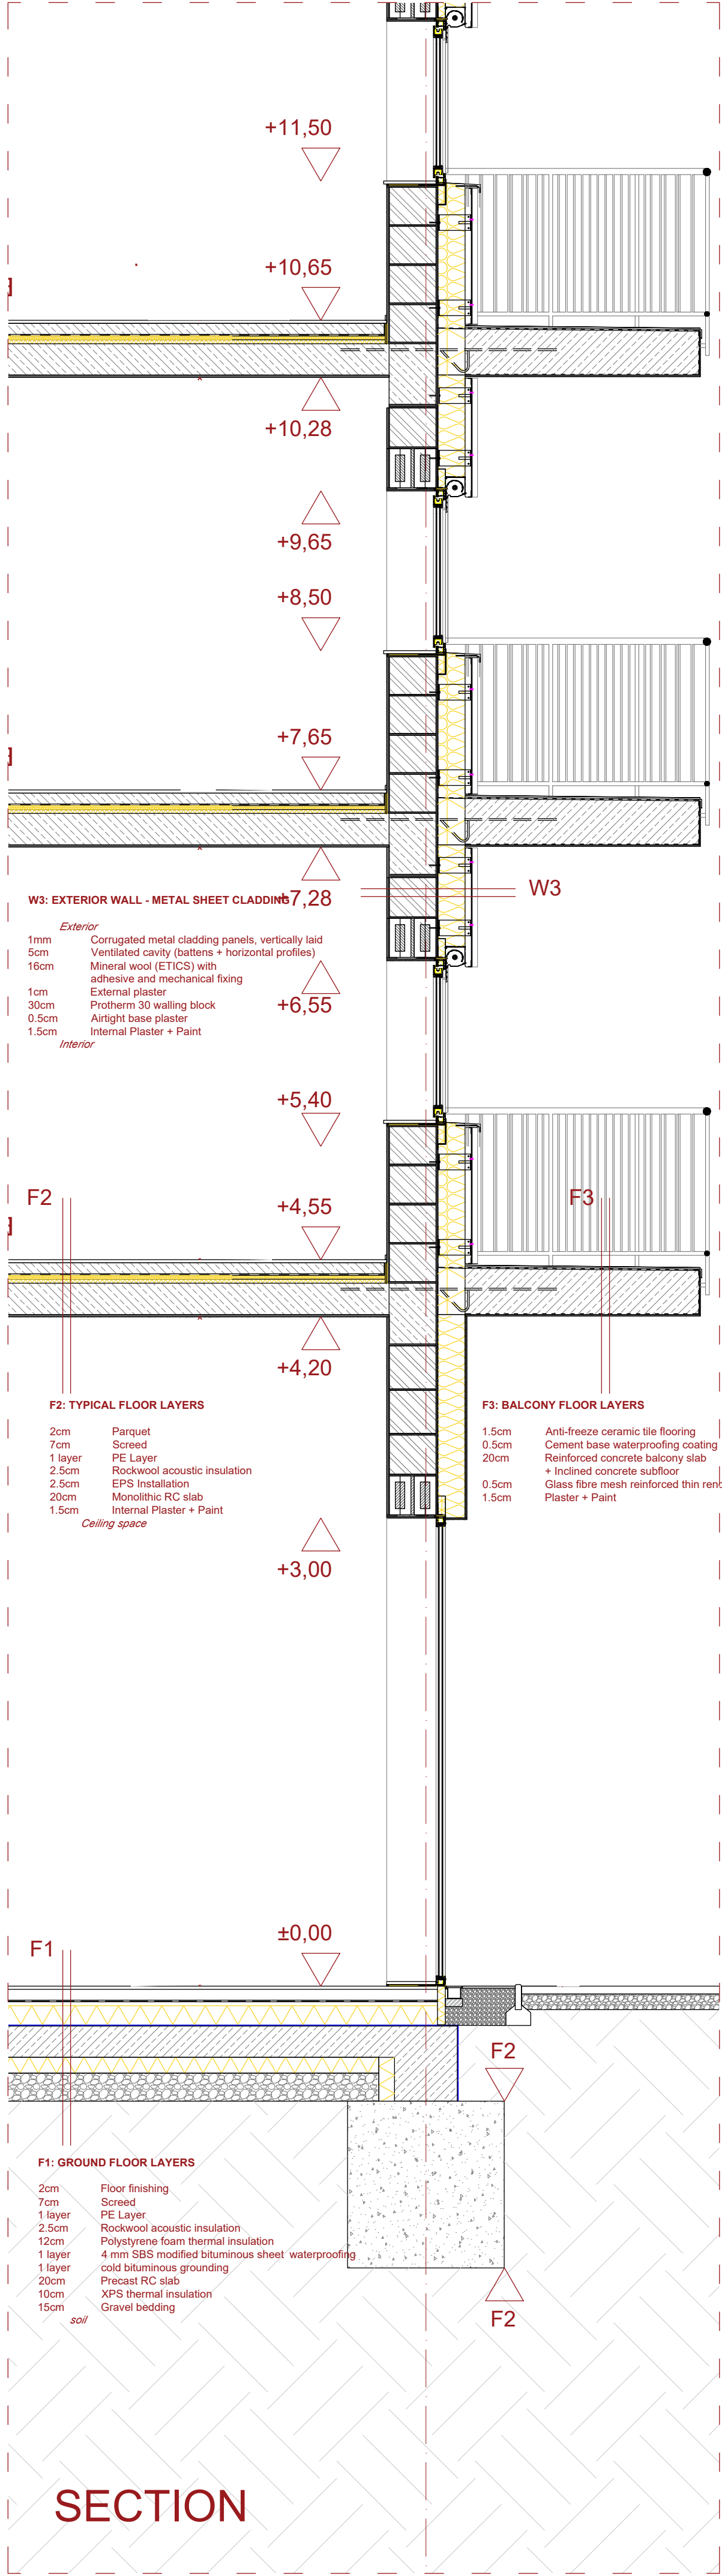 +11,50
+10,65
+10,28
+9,65
+8,50
+7,65
+7,28
W3
W3: EXTERIOR WALL - METAL SHEET CLADDING
Exterior
1mm Corrugated metal cladding panels, vertically laid
5cm Ventilated cavity (battens + horizontal profiles)
16cm Mineral wool (ETICS) with
adhesive and mechanical fixing
1cm External plaster
30cm Protherm 30 walling block
0.5cm Airtight base plaster
1.5cm Internal Plaster + Paint
Interior
+6,55
+5,40
F2
F3
+4,55
+4,20
F2: TYPICAL FLOOR LAYERS
2cm Parquet
7cm Screed
1 layer PE Layer
2.5cm Rockwool acoustic insulation
2.5cm EPS Installation
20cm Monolithic RC slab
1.5cm Internal Plaster + Paint
Ceiling space
F3: BALCONY FLOOR LAYERS
1.5cm Anti-freeze ceramic tile flooring
0.5cm Cement base waterproofing coating
20cm Reinforced concrete balcony slab
+ Inclined concrete subfloor
0.5cm Glass fibre mesh reinforced thin rend
1.5cm Plaster + Paint
+3,00
±0,00
F1
F2
F1: GROUND FLOOR LAYERS
2cm Floor finishing
7cm Screed
1 layer PE Layer
2.5cm Rockwool acoustic insulation
12cm Polystyrene foam thermal insulation
1 layer 4 mm SBS modified bituminous sheet waterproofing
1 layer cold bituminous grounding
20cm Precast RC slab
10cm XPS thermal insulation
15cm Gravel bedding
soil
F2
SECTION